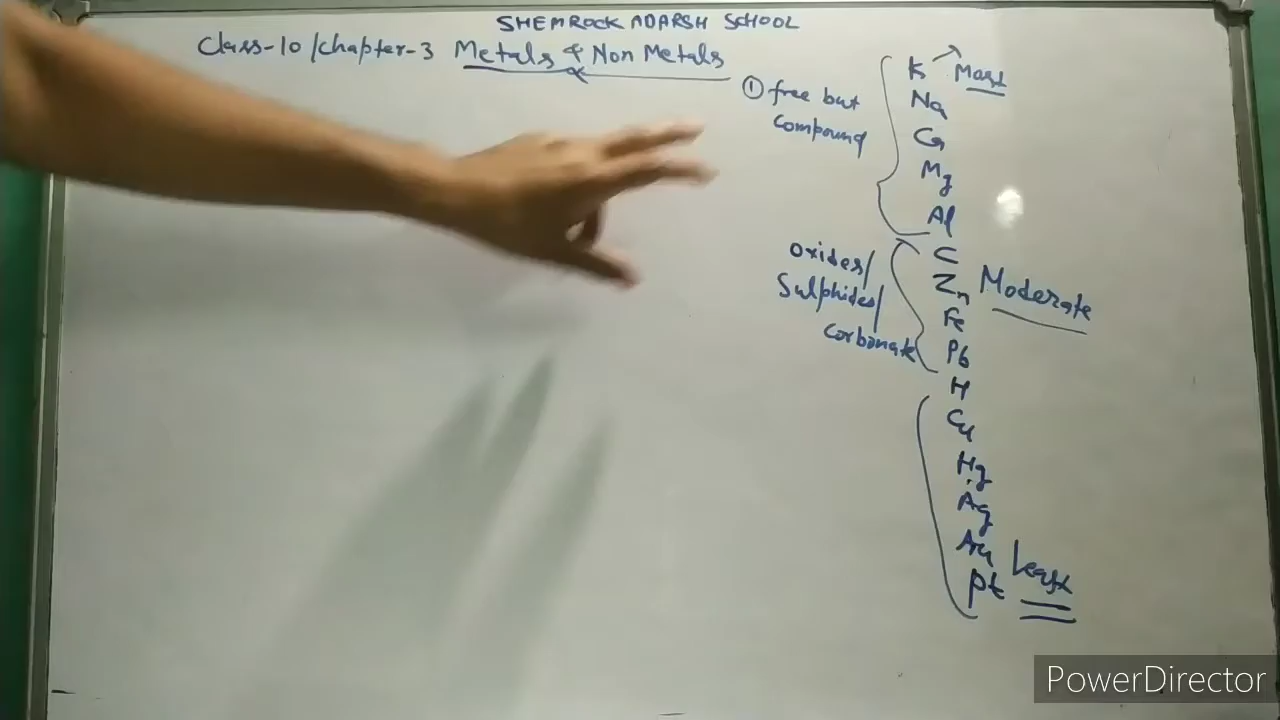 SHEMROCK ADARSH SCHOOL
Class-10/chapter-3 Metals & Non Metals
① free but
compound
K → Most
Na
Ca
Mg
Al
C
Zn Moderate
Fe
Pb
H
Cu
Hg
Ag
Au Least
Pt
Oxides/
Sulphides/
Corbonate
PowerDirector